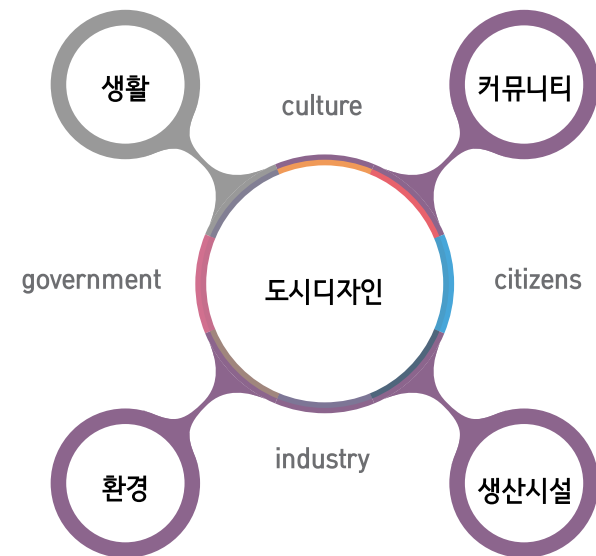 생활
커뮤니티
culture
government
도시디자인
citizens
industry
환경
생산시설